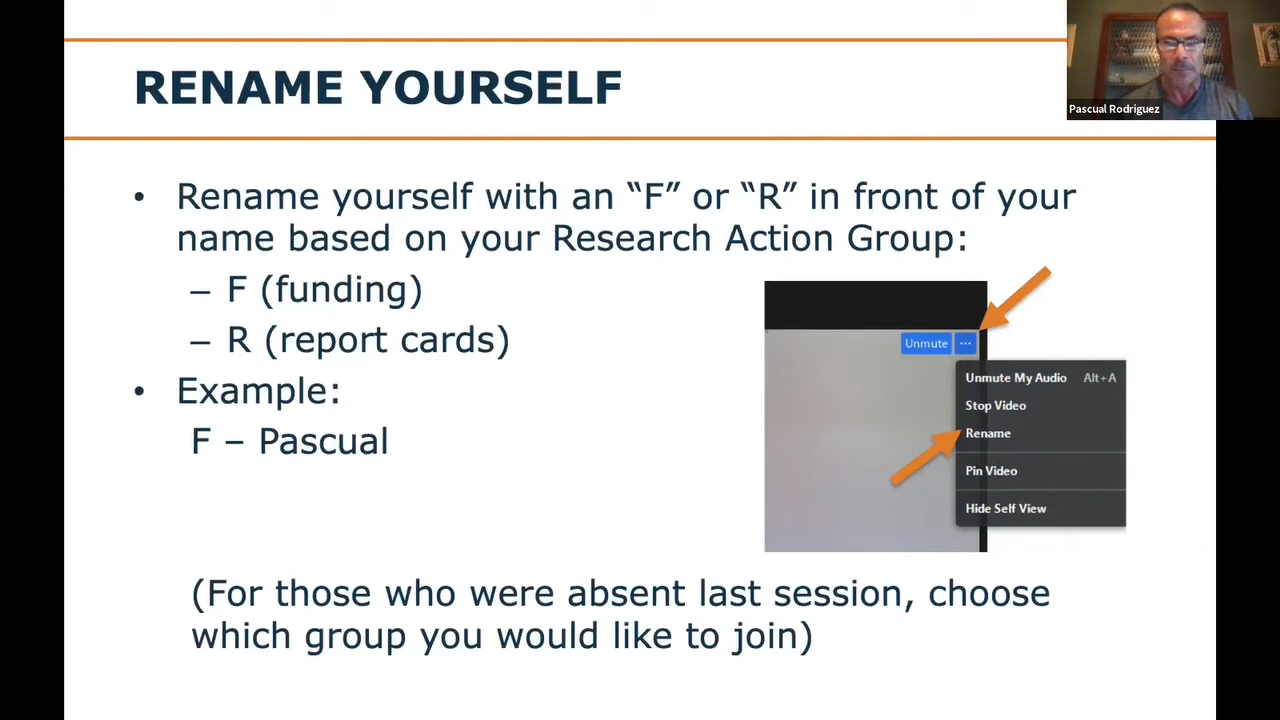 RENAME YOURSELF
Pascual Rodriguez
• Rename yourself with an “F” or “R” in front of your
name based on your Research Action Group:
– F (funding)
– R (report cards)
• Example:
F – Pascual
Unmute ···
Unmute My Audio Alt+A
Stop Video
Rename
Pin Video
Hide Self View
(For those who were absent last session, choose
which group you would like to join)